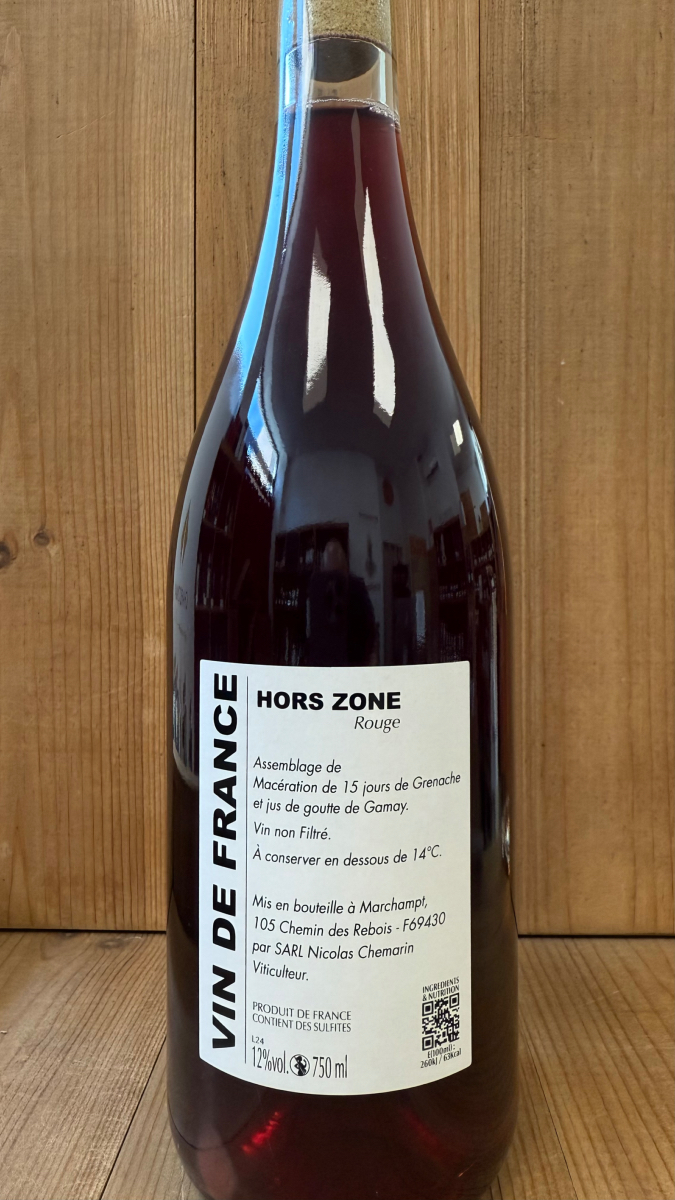 VIN DE FRANCE
HORS ZONE
Rouge
Assemblage de
Macération de 15 jours de Grenache
et jus de goutte de Gamay.
Vin non Filtré.
À conserver en dessous de 14°C.
Mis en bouteille à Marchampt,
105 Chemin des Rebois - F69430
par SARL Nicolas Chemarin
Viticulteur.
PRODUIT DE FRANCE
CONTIENT DES SULFITES
L24
12%vol. 750 ml
INGREDIENTS
& NUTRITION
E(100ml) :
260kJ / 63Kcal